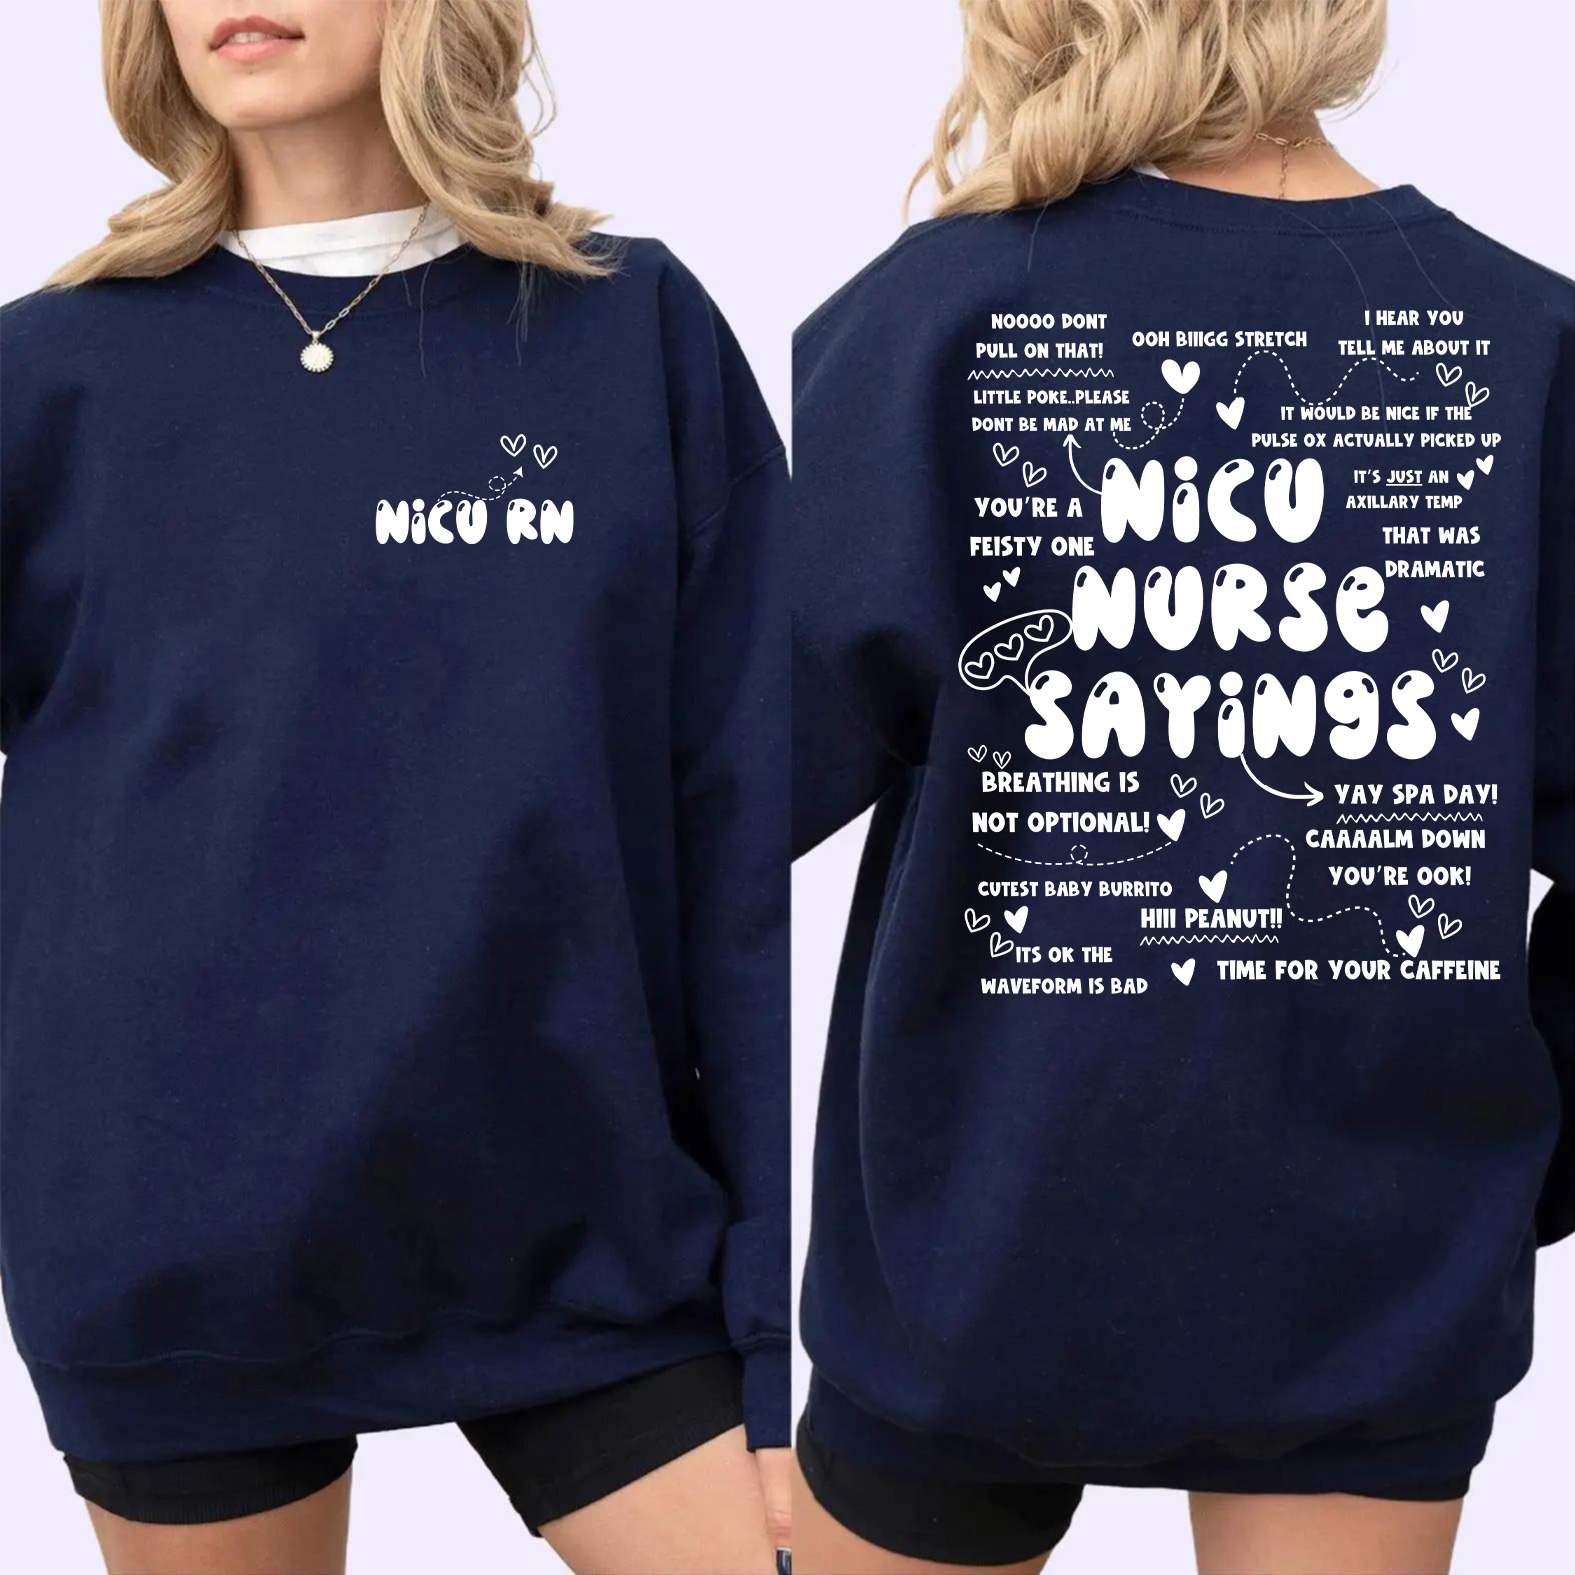 NiCU RN
NOOOO DONT
PULL ON THAT!
OOH BIIIGG STRETCH
I HEAR YOU
TELL ME ABOUT IT
LITTLE POKE..PLEASE
DONT BE MAD AT ME
IT WOULD BE NICE IF THE
PULSE OX ACTUALLY PICKED UP
IT'S JUST AN
AXILLARY TEMP
YOU'RE A
FEISTY ONE
THAT WAS
DRAMATIC
NiCU
NURSe
SAYiNgS
BREATHING IS
NOT OPTIONAL!
YAY SPA DAY!
CAAAALM DOWN
YOU'RE OOK!
CUTEST BABY BURRITO
HIII PEANUT!!
ITS OK THE
WAVEFORM IS BAD
TIME FOR YOUR CAFFEINE